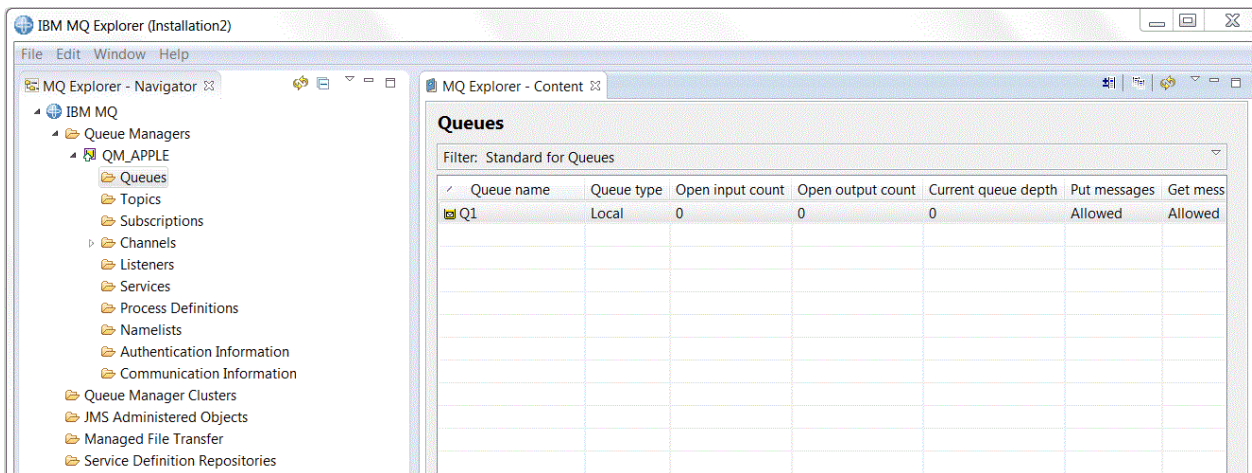 IBM MQ Explorer (Installation2)
File Edit Window Help
MQ Explorer - Navigator
IBM MQ
Queue Managers
QM_APPLE
Queues
Topics
Subscriptions
Channels
Listeners
Services
Process Definitions
Namelists
Authentication Information
Communication Information
Queue Manager Clusters
JMS Administered Objects
Managed File Transfer
Service Definition Repositories
MQ Explorer - Content
Queues
Filter: Standard for Queues
Queue name Queue type Open input count Open output count Current queue depth Put messages Get mess
Q1 Local 0 0 0 Allowed Allowed